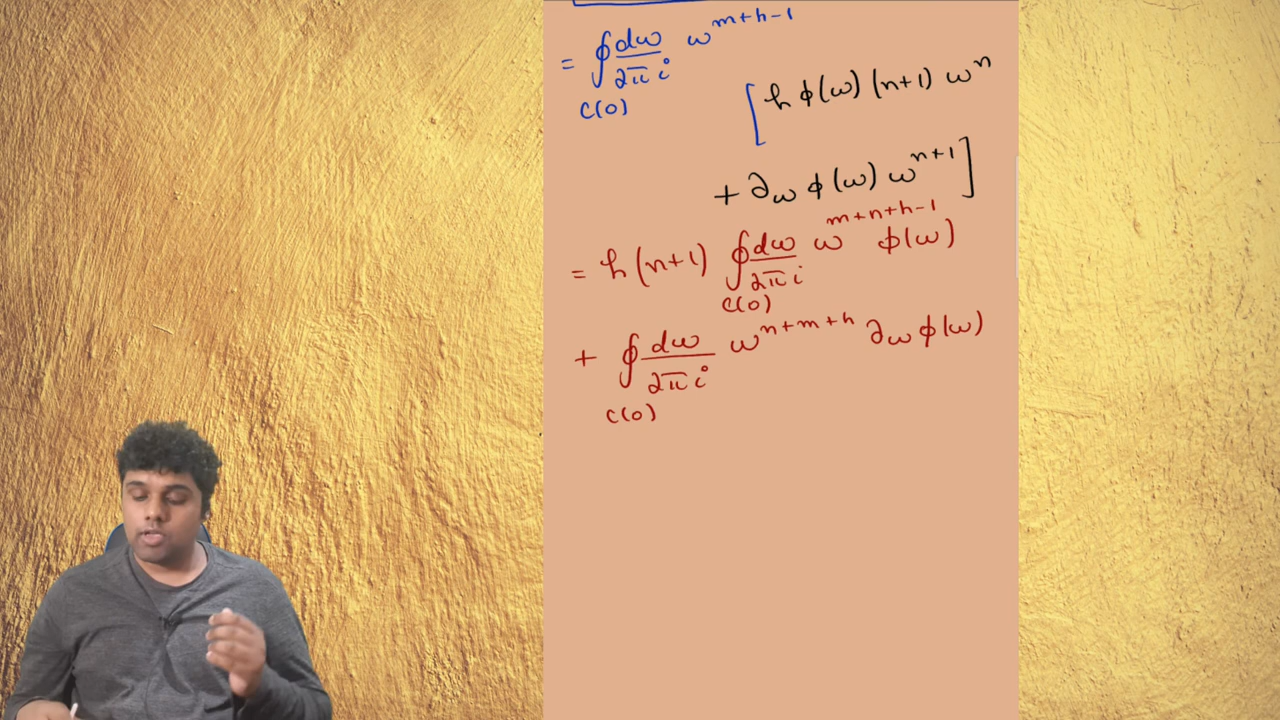 = ∮ dω/2πi ω^{m+h-1}
C(0)
[h ϕ(ω) (n+1) ω^n
+ ∂_ω ϕ(ω) ω^{n+1}]
= h (n+1) ∮ dω/2πi ω^{m+n+h-1} ϕ(ω)
C(0)
+ ∮ dω/2πi ω^{n+m+h} ∂_ω ϕ(ω)
C(0)